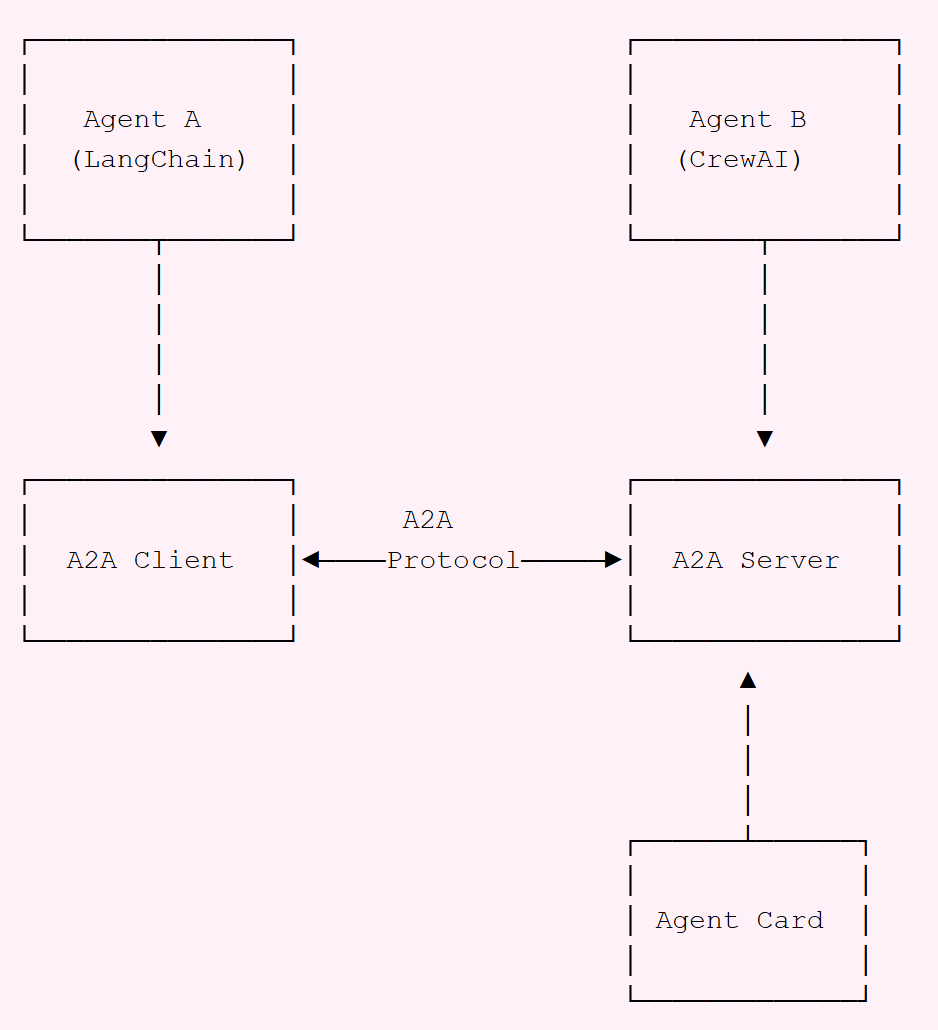 Agent A
(LangChain)
Agent B
(CrewAI)
A2A Client
A2A
Protocol
A2A Server
Agent Card